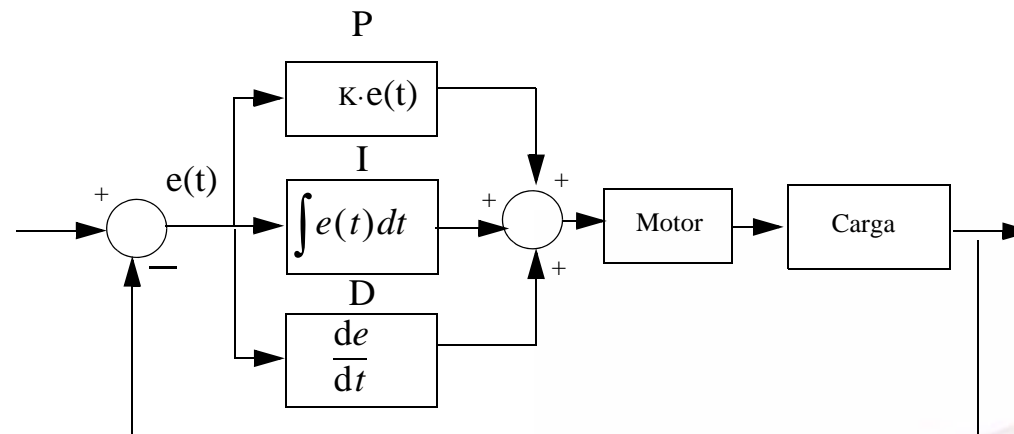 P
K·e(t)
I
e(t)
∫e(t)dt
D
de
dt
+
−
+
+
+
Motor
Carga